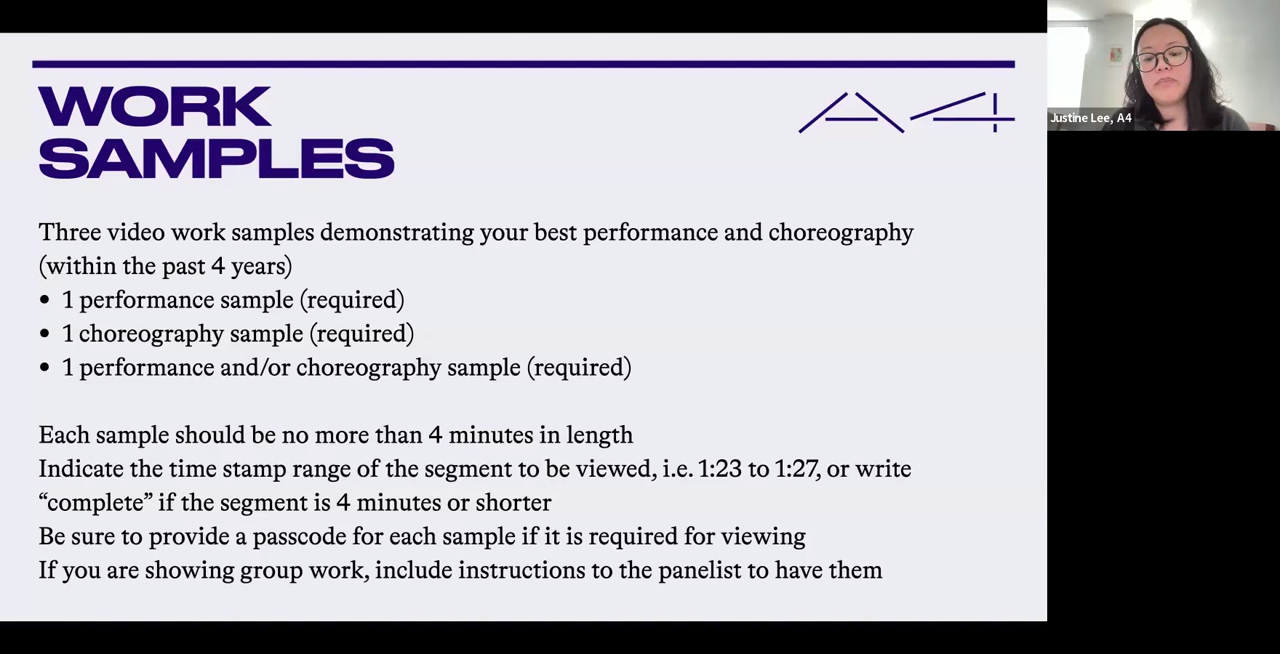 WORK
SAMPLES
A4
Three video work samples demonstrating your best performance and choreography
(within the past 4 years)
• 1 performance sample (required)
• 1 choreography sample (required)
• 1 performance and/or choreography sample (required)
Each sample should be no more than 4 minutes in length
Indicate the time stamp range of the segment to be viewed, i.e. 1:23 to 1:27, or write
“complete” if the segment is 4 minutes or shorter
Be sure to provide a passcode for each sample if it is required for viewing
If you are showing group work, include instructions to the panelist to have them
Justine Lee, A4